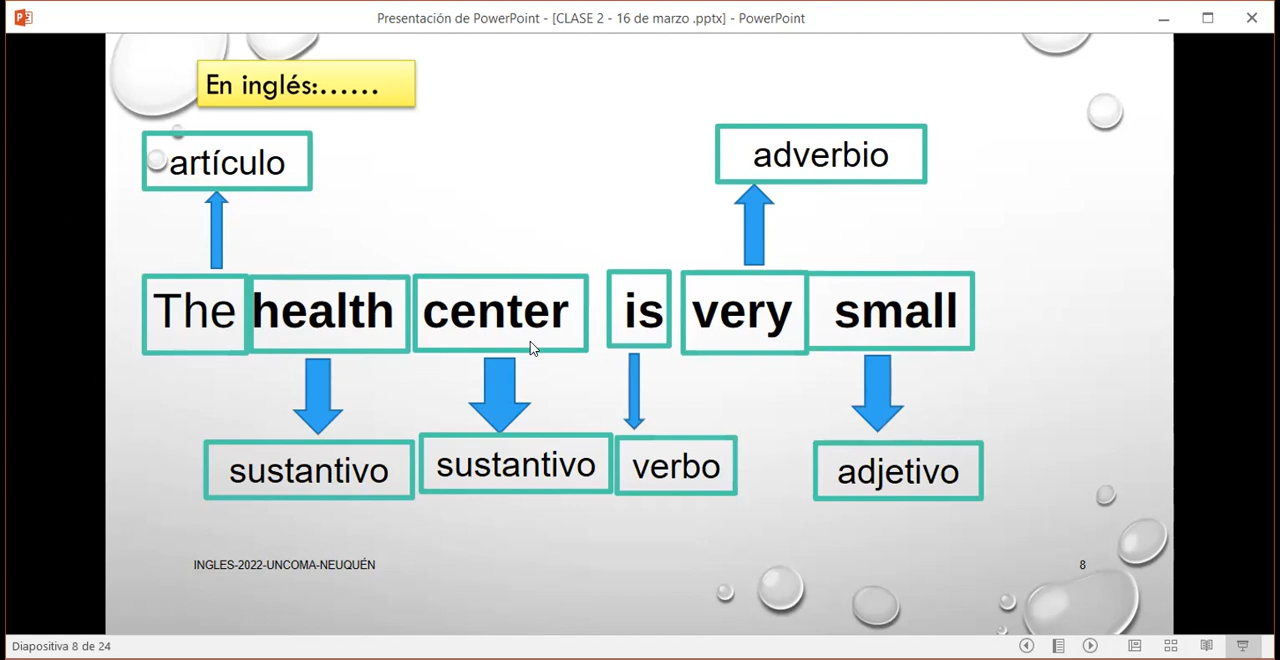 Presentación de PowerPoint - [CLASE 2 - 16 de marzo .pptx] - PowerPoint
En inglés:......
artículo
adverbio
The health center is very small
sustantivo
sustantivo
verbo
adjetivo
INGLES-2022-UNCOMA-NEUQUÉN
8
Diapositiva 8 de 24